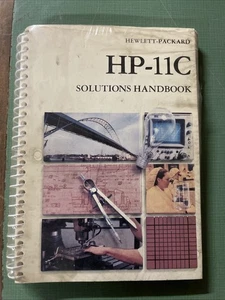 HEWLETT-PACKARD
HP-11C
SOLUTIONS HANDBOOK